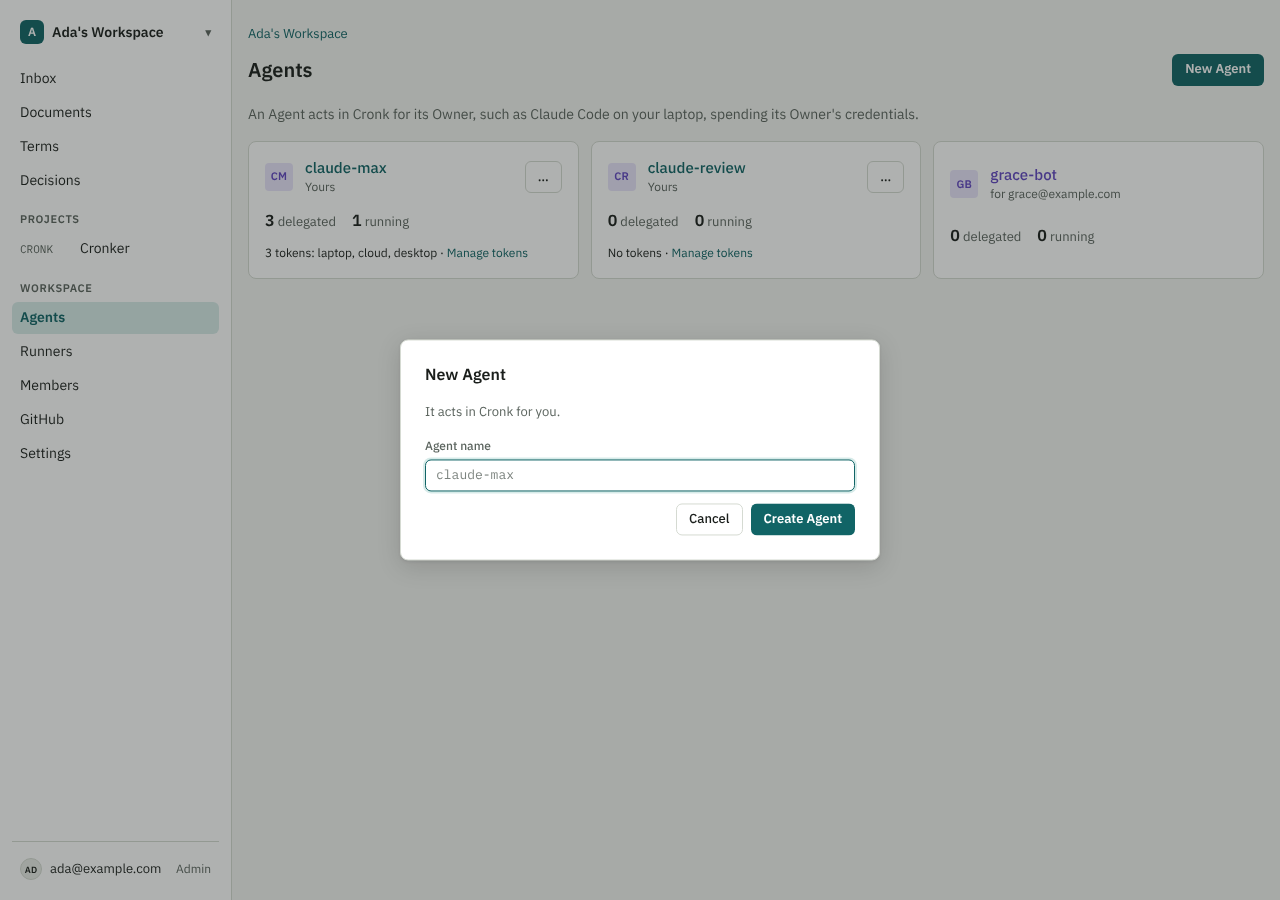 A Ada's Workspace ▾
Inbox
Documents
Terms
Decisions
PROJECTS
CRONK Cronker
WORKSPACE
Agents
Runners
Members
GitHub
Settings
AD ada@example.com Admin
Ada's Workspace
Agents
New Agent
An Agent acts in Cronk for its Owner, such as Claude Code on your laptop, spending its Owner's credentials.
CM claude-max
Yours
...
3 delegated 1 running
3 tokens: laptop, cloud, desktop · Manage tokens
CR claude-review
Yours
...
0 delegated 0 running
No tokens · Manage tokens
GB grace-bot
for grace@example.com
0 delegated 0 running
New Agent
It acts in Cronk for you.
Agent name
claude-max
Cancel
Create Agent